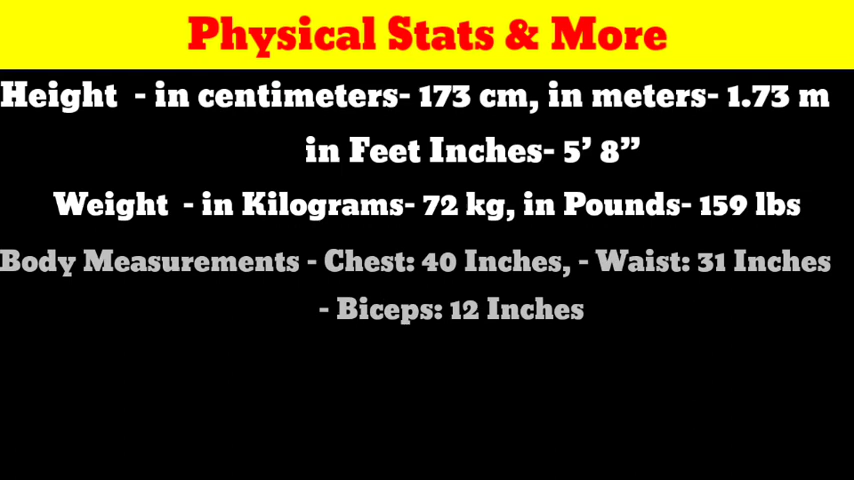 Physical Stats & More
Height - in centimeters- 173 cm, in meters- 1.73 m
in Feet Inches- 5’ 8”
Weight - in Kilograms- 72 kg, in Pounds- 159 lbs
Body Measurements - Chest: 40 Inches, - Waist: 31 Inches
- Biceps: 12 Inches